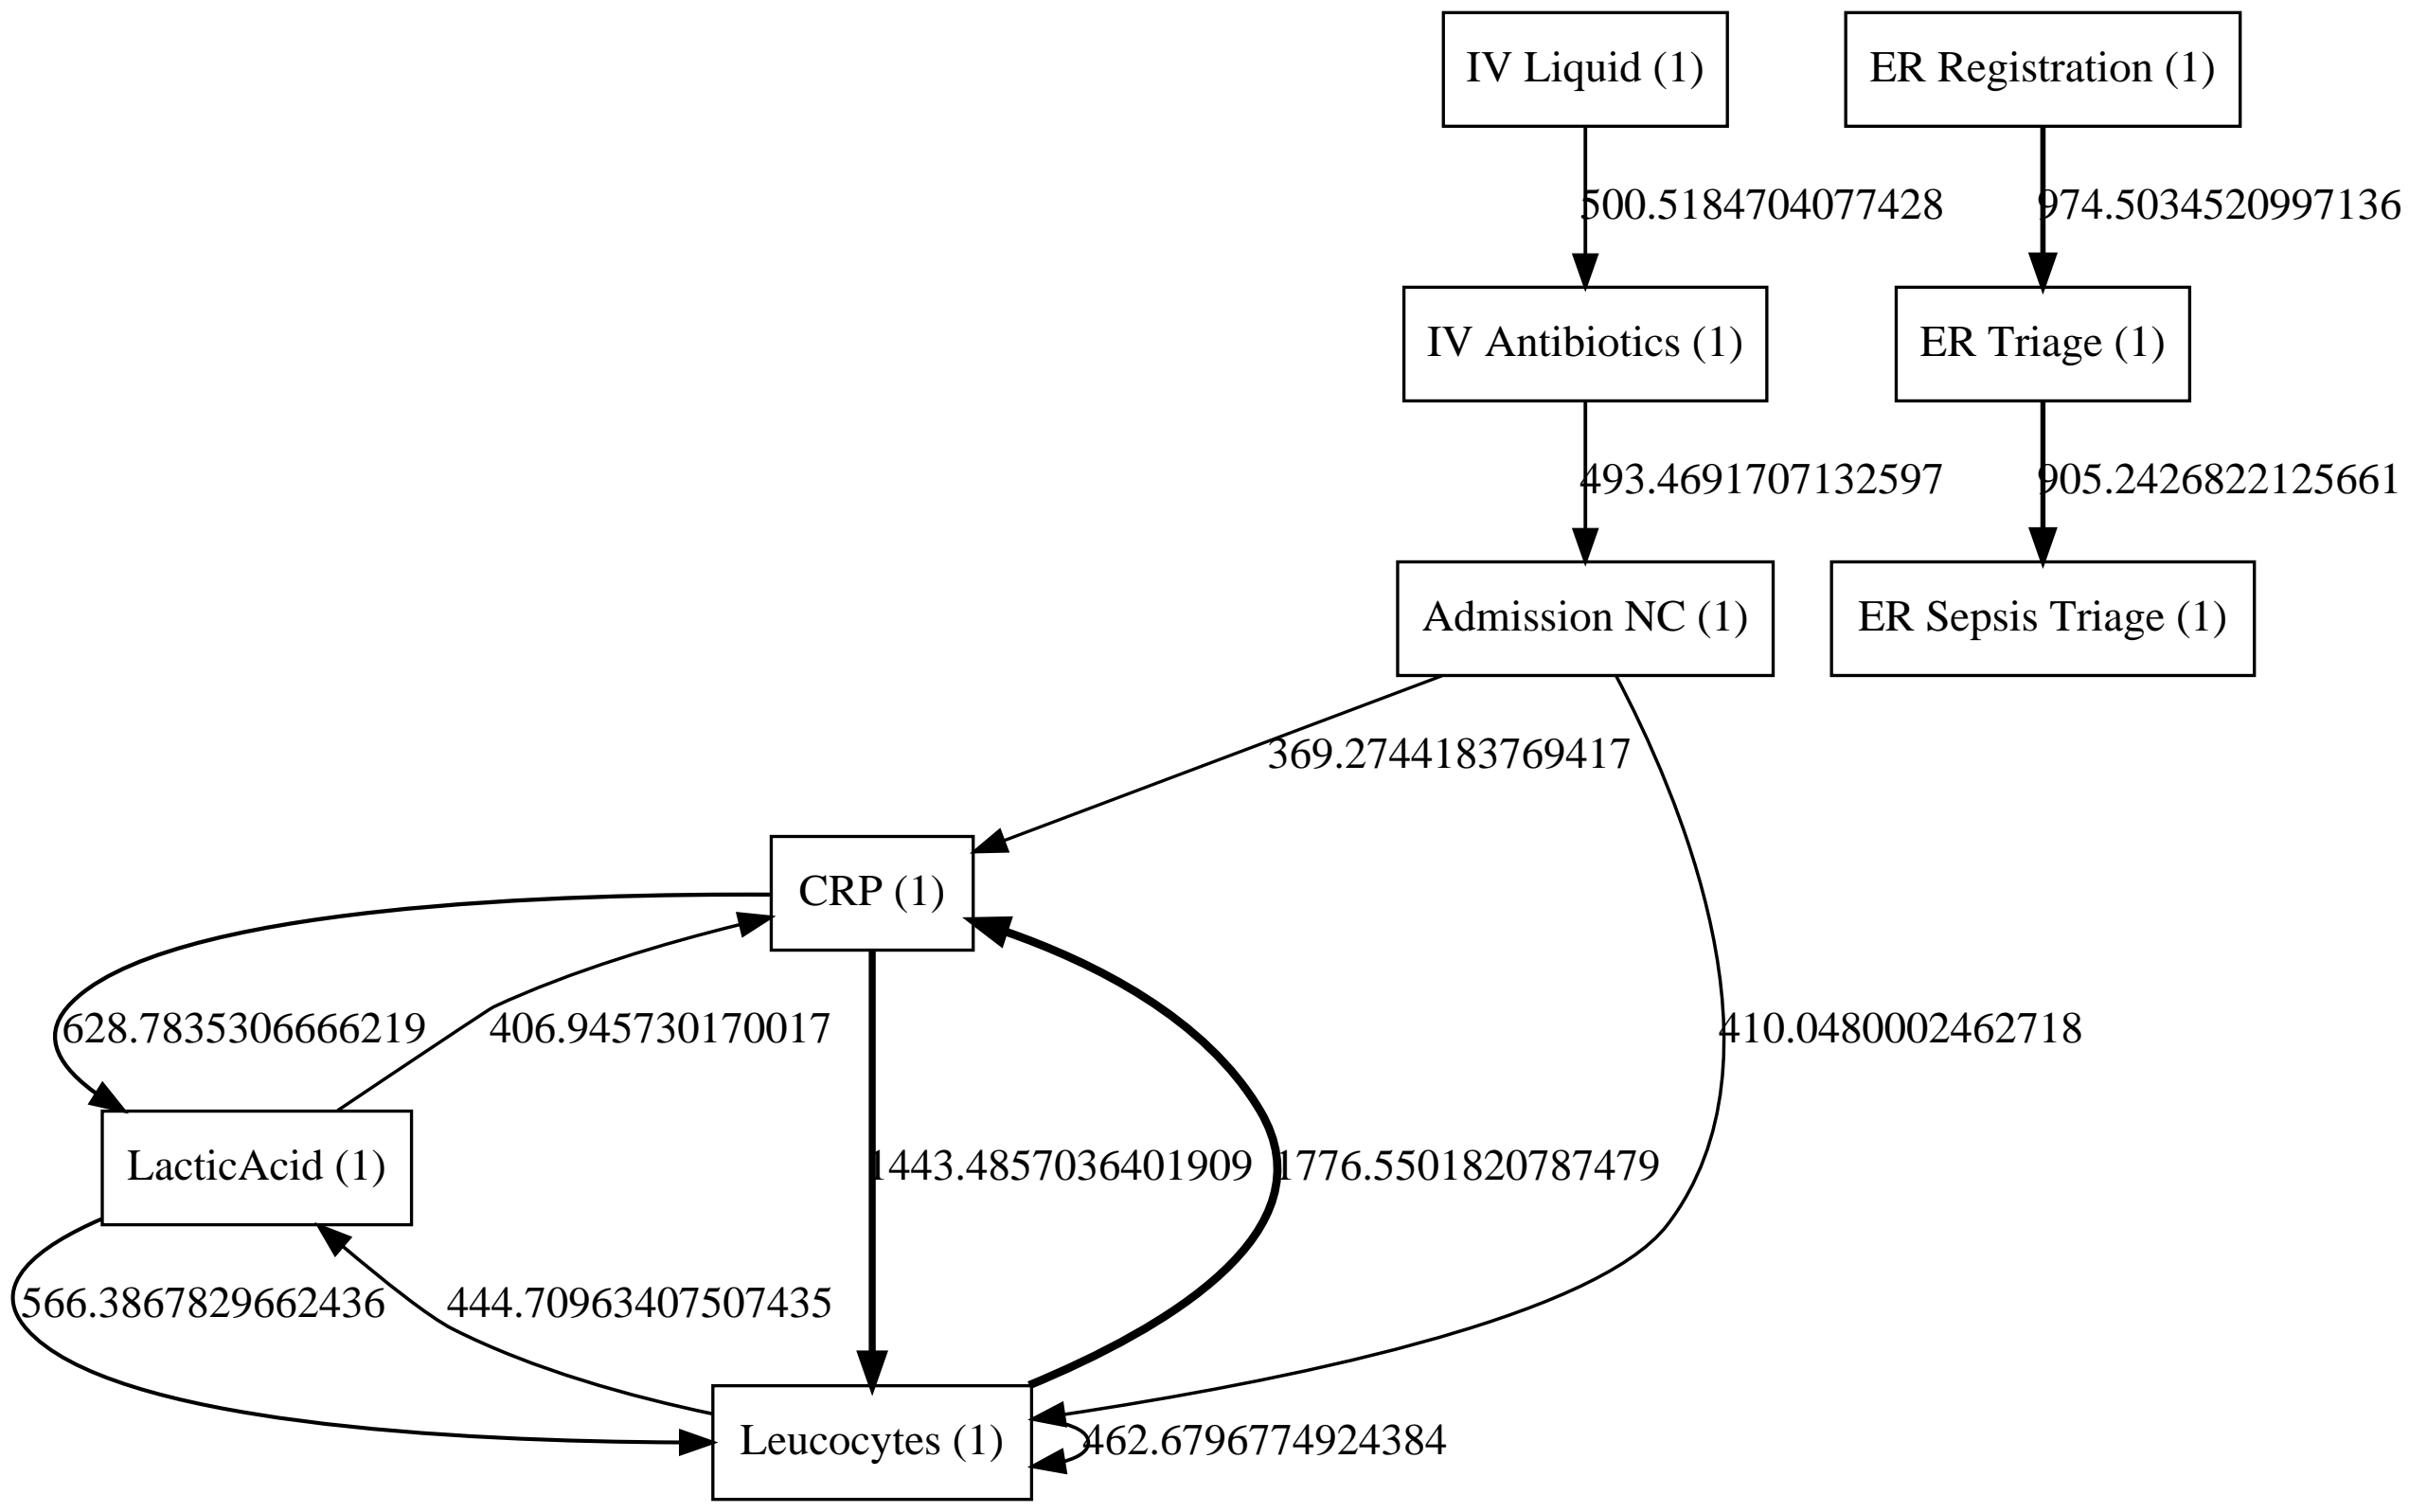 IV Liquid (1)
ER Registration (1)
500.5184704077428
974.5034520997136
IV Antibiotics (1)
ER Triage (1)
493.4691707132597
905.2426822125661
Admission NC (1)
ER Sepsis Triage (1)
369.2744183769417
CRP (1)
628.7835306666219
406.945730170017
410.0480002462718
LacticAcid (1)
1443.4857036401909
1776.5501820787479
566.3867829662436
444.70963407507435
Leucocytes (1)
462.6796774924384